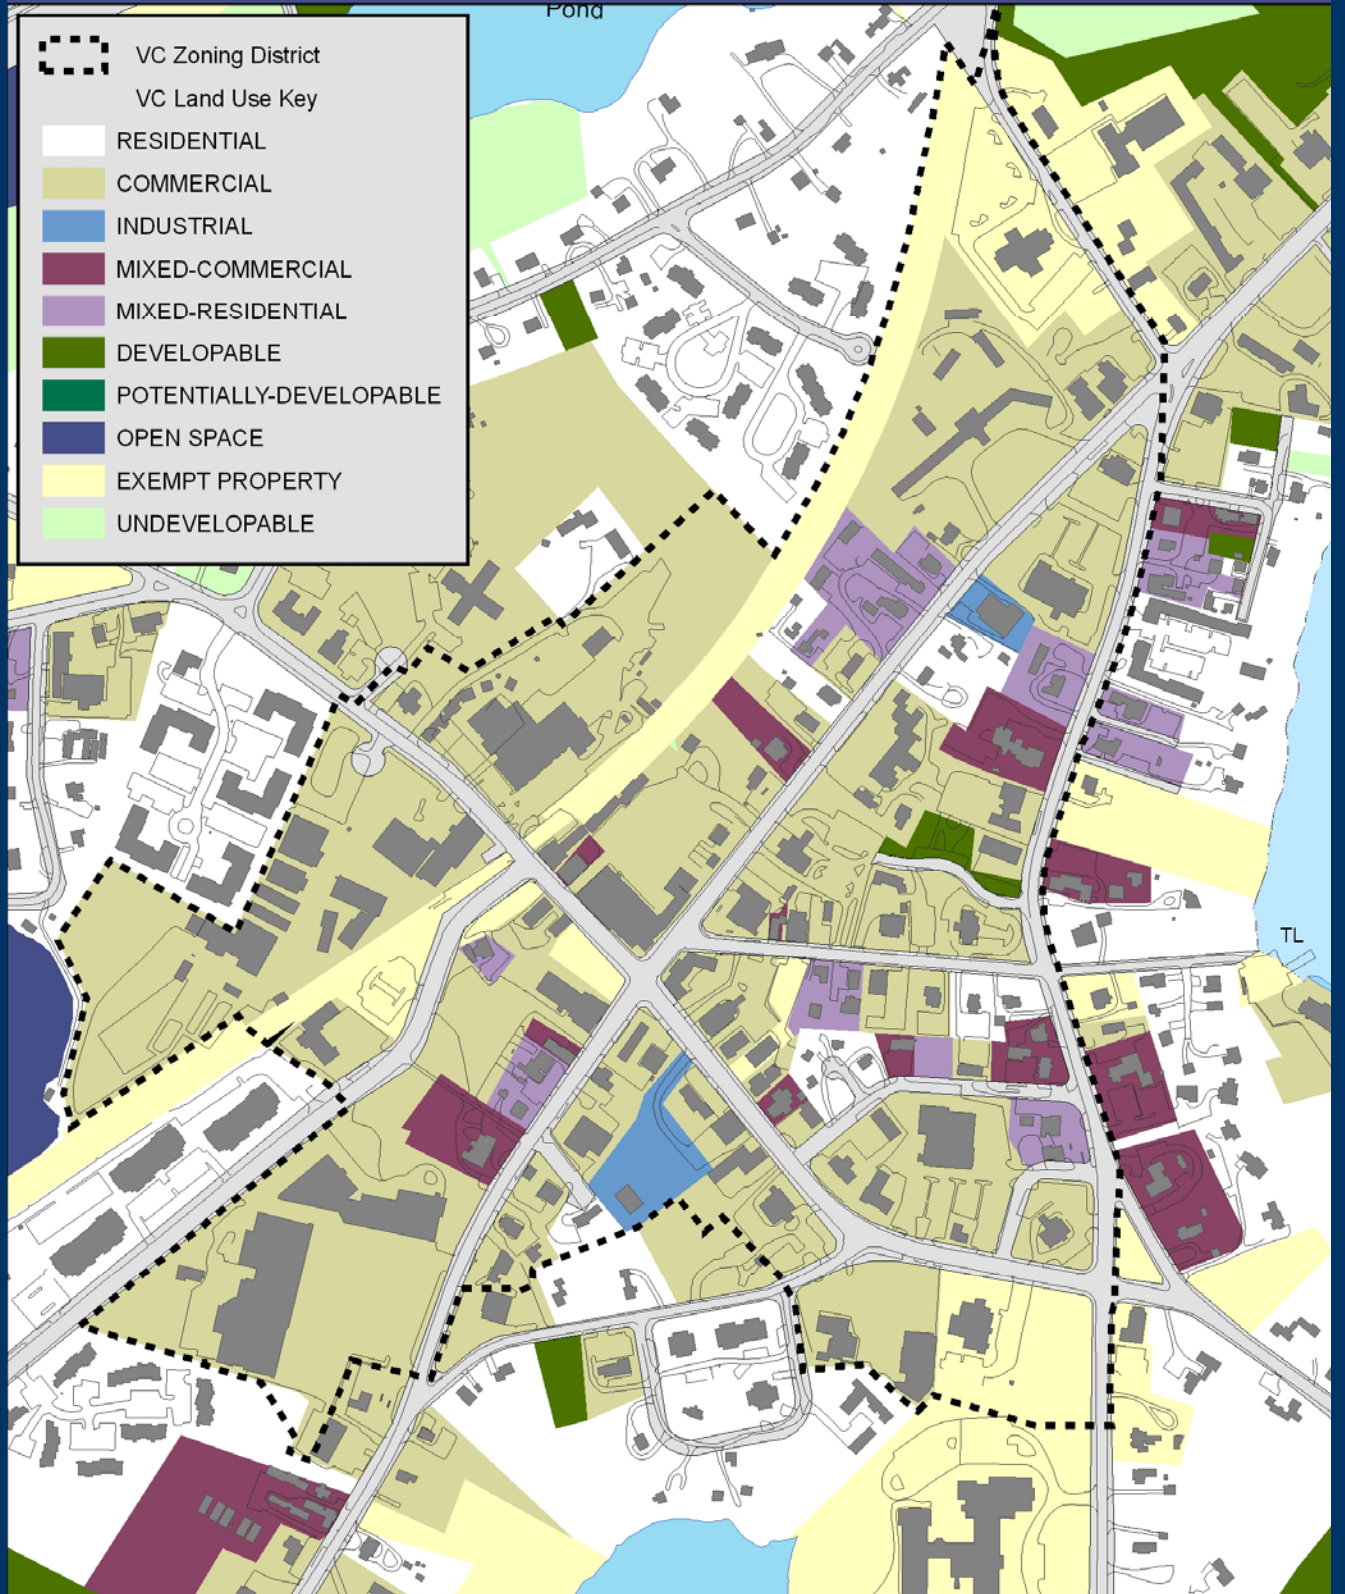 Pond
VC Zoning District
VC Land Use Key
RESIDENTIAL
COMMERCIAL
INDUSTRIAL
MIXED-COMMERCIAL
MIXED-RESIDENTIAL
DEVELOPABLE
POTENTIALLY-DEVELOPABLE
OPEN SPACE
EXEMPT PROPERTY
UNDEVELOPABLE
TL